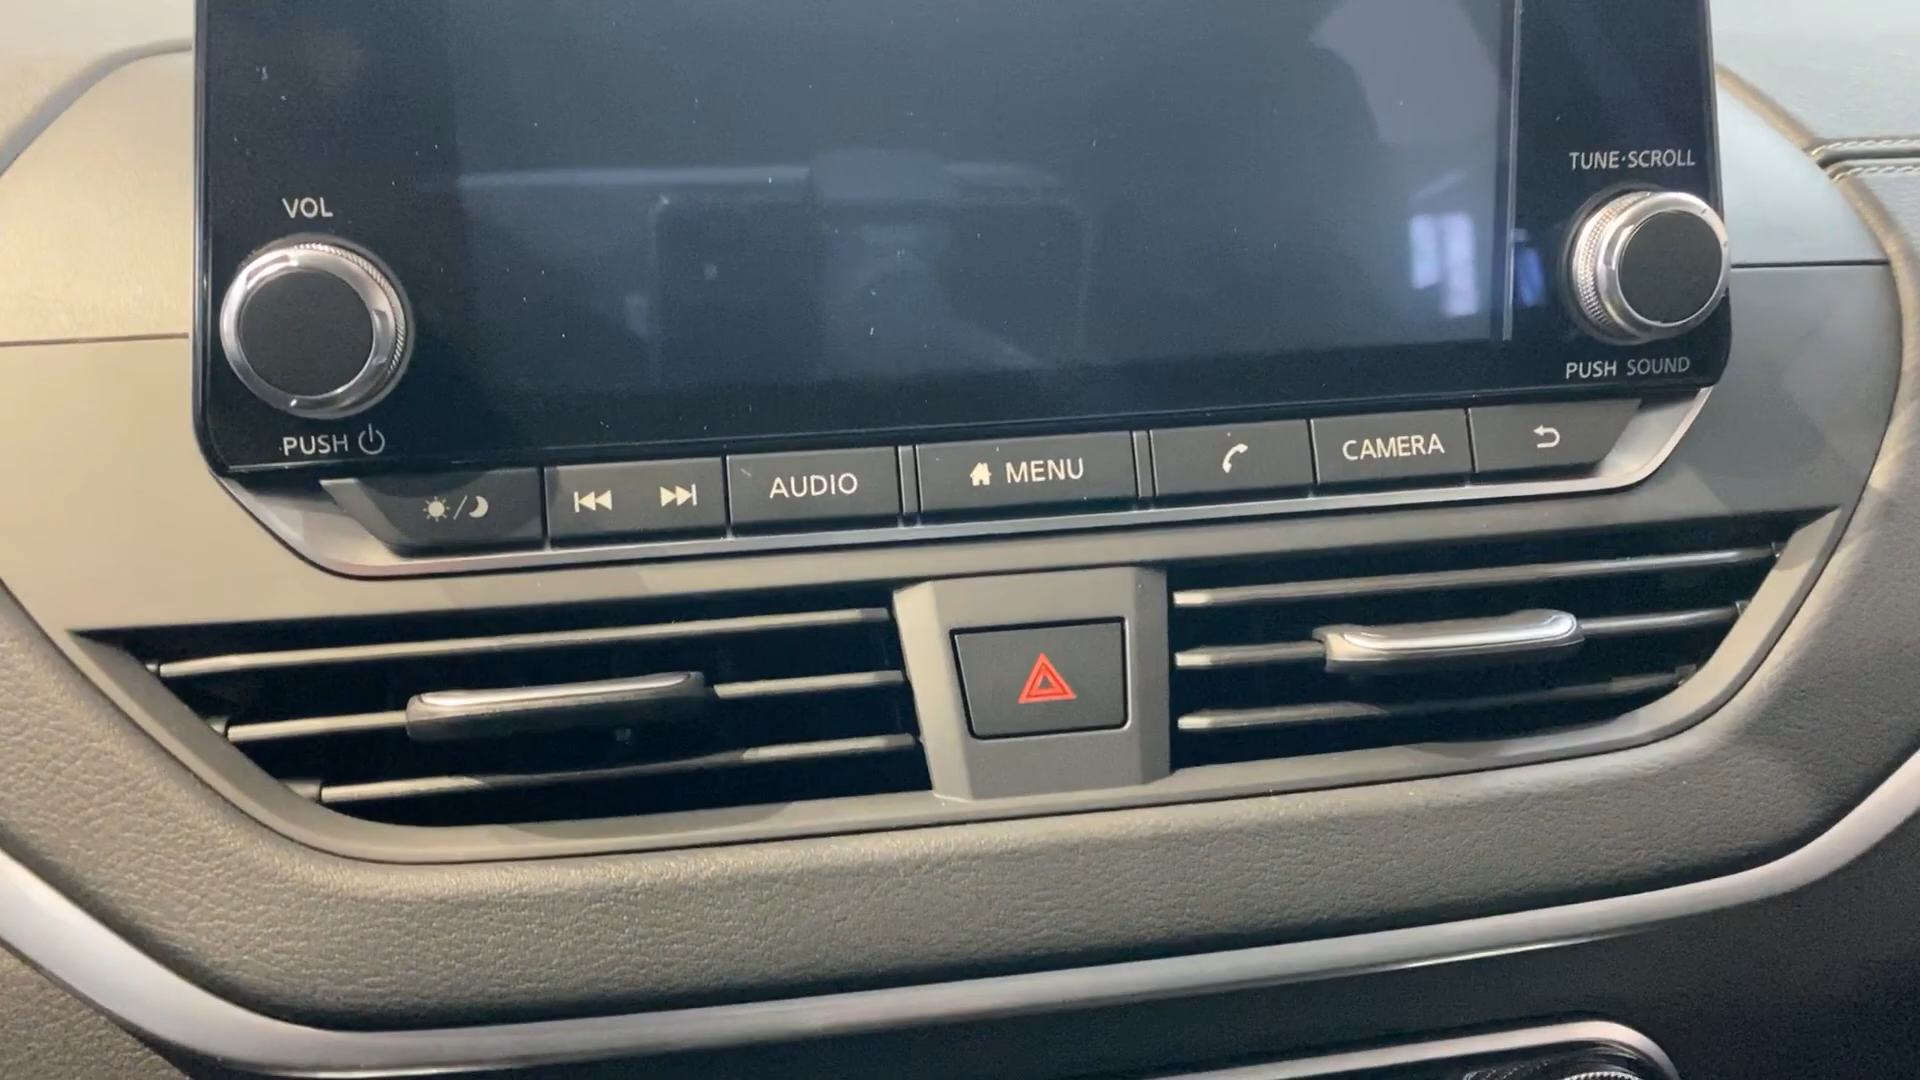 VOL
PUSH
TUNE·SCROLL
PUSH SOUND
AUDIO
MENU
CAMERA